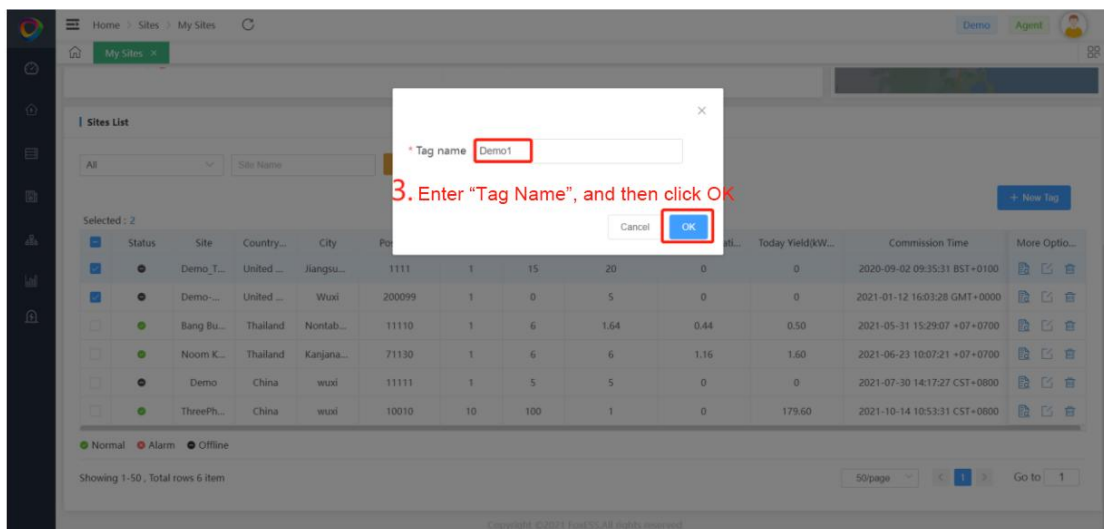 Home > Sites > My Sites
Demo
Agent
My Sites ×
Sites List
All
Site Name
* Tag name Demo1
3. Enter “Tag Name”, and then click OK
Cancel OK
+ New Tag
Selected : 2
Status Site Country... City Today Yield(kW... Commission Time More Optio...
Demo_T... United ... Jiangsu... 1111 1 15 20 0 0 2020-09-02 09:35:31 BST+0100
Demo-... United ... Wuxi 200099 1 0 5 0 0 2021-01-12 16:03:28 GMT+0000
Bang Bu... Thailand Nontab... 11110 1 6 1.64 0.44 0.50 2021-05-31 15:29:07 +07+0700
Noom K... Thailand Kanjana... 71130 1 6 6 1.16 1.60 2021-06-23 10:07:21 +07+0700
Demo China wuxi 11111 1 5 5 0 0 2021-07-30 14:17:27 CST+0800
ThreePh... China wuxi 10010 10 100 1 0 179.60 2021-10-14 10:53:31 CST+0800
Normal Alarm Offline
Showing 1-50 , Total rows 6 item
50/page < 1 > Go to 1
Copyright ©2021 FoxESS.All rights reserved